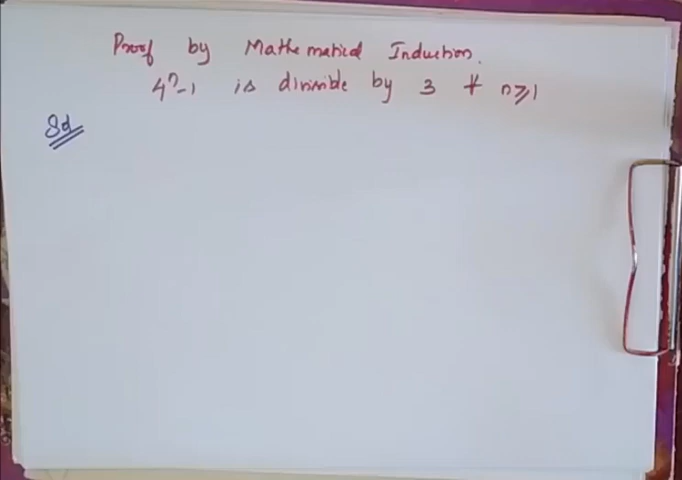 Proof by Mathematical Induction.
4ⁿ-1 is divisible by 3 ∀ n≥1
Sol